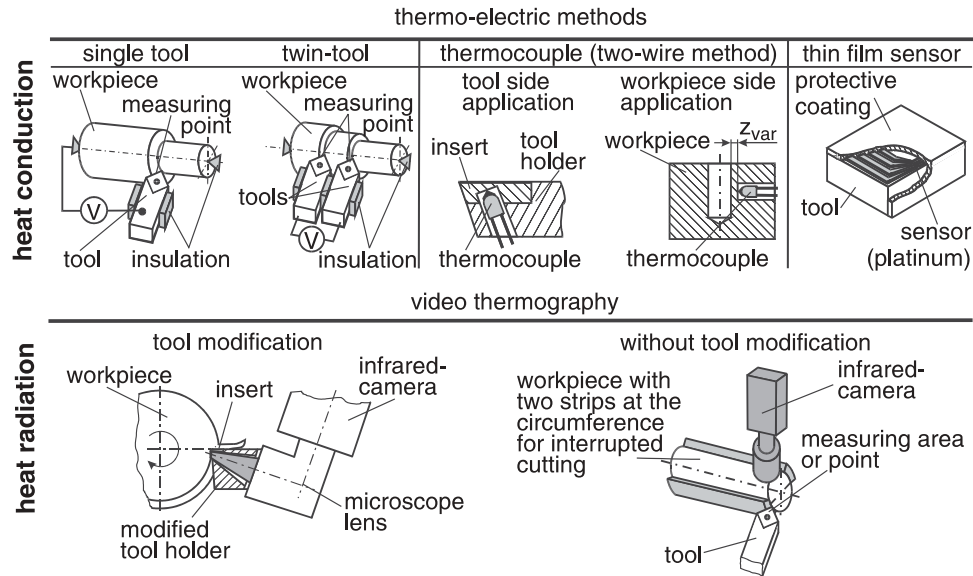 thermo-electric methods
heat conduction
single tool
workpiece
measuring
point
V
tool
insulation
twin-tool
workpiece
measuring
point
tools
V
insulation
thermocouple (two-wire method)
tool side
application
insert
tool
holder
thermocouple
workpiece side
application
workpiece
zvar
thermocouple
thin film sensor
protective
coating
tool
sensor
(platinum)
video thermography
heat radiation
tool modification
workpiece
insert
infrared-
camera
microscope
lens
modified
tool holder
without tool modification
workpiece with
two strips at the
circumference
for interrupted
cutting
infrared-
camera
measuring area
or point
tool